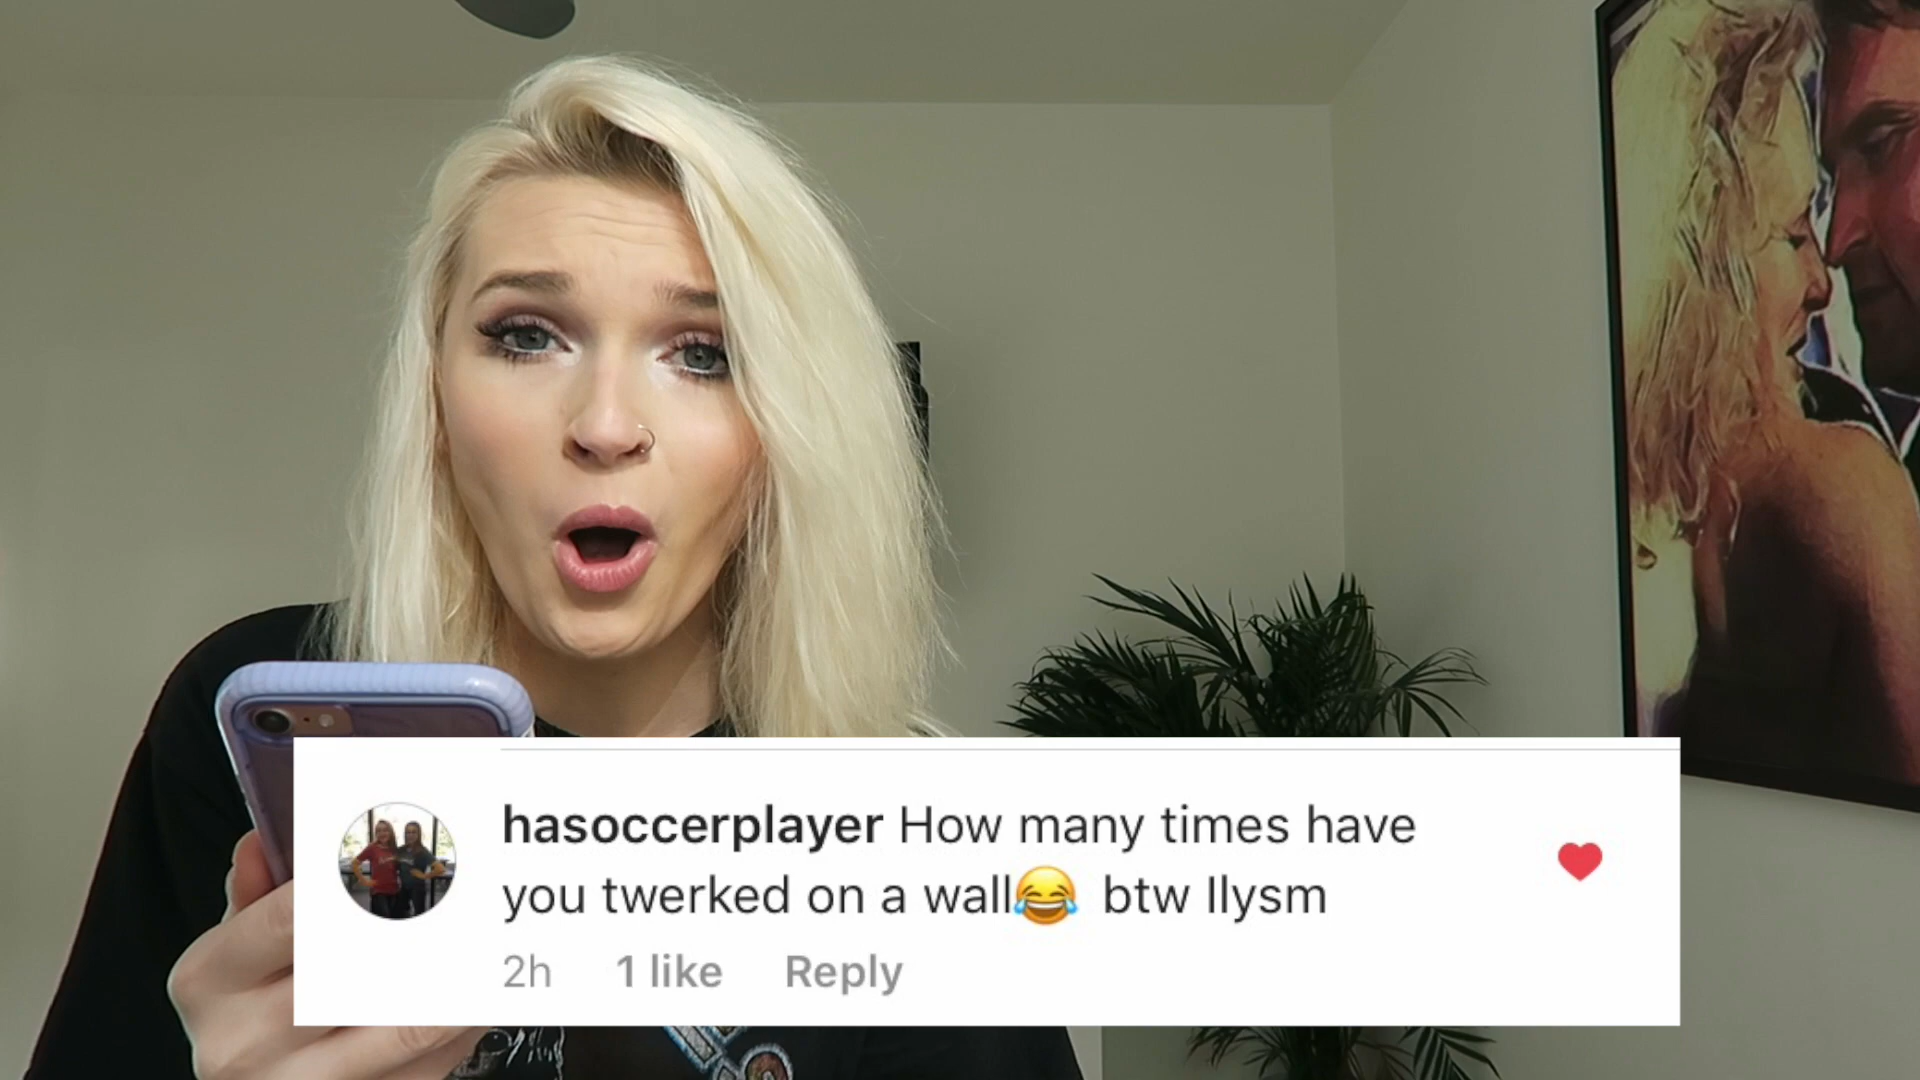 hasoccerplayer How many times have
you twerked on a wall😂 btw Ilysm
2h 1 like Reply